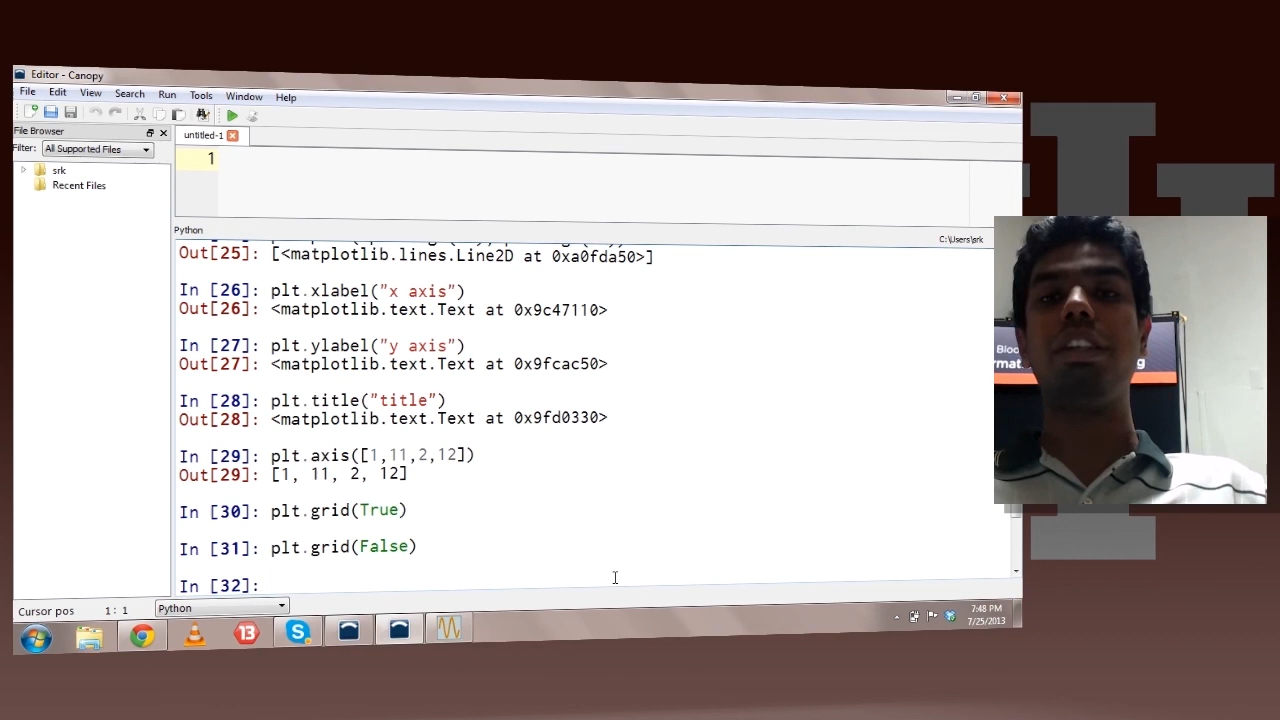 Editor - Canopy
File Edit View Search Run Tools Window Help
File Browser
Filter: All Supported Files
srk
Recent Files
untitled-1
1
Python
C:\Users\srk
Out[25]: [<matplotlib.lines.Line2D at 0xa0fda50>]
In [26]: plt.xlabel("x axis")
Out[26]: <matplotlib.text.Text at 0x9c47110>
In [27]: plt.ylabel("y axis")
Out[27]: <matplotlib.text.Text at 0x9fcac50>
In [28]: plt.title("title")
Out[28]: <matplotlib.text.Text at 0x9fd0330>
In [29]: plt.axis([1,11,2,12])
Out[29]: [1, 11, 2, 12]
In [30]: plt.grid(True)
In [31]: plt.grid(False)
In [32]:
Cursor pos 1: 1 Python
13
7:48 PM
7/25/2013